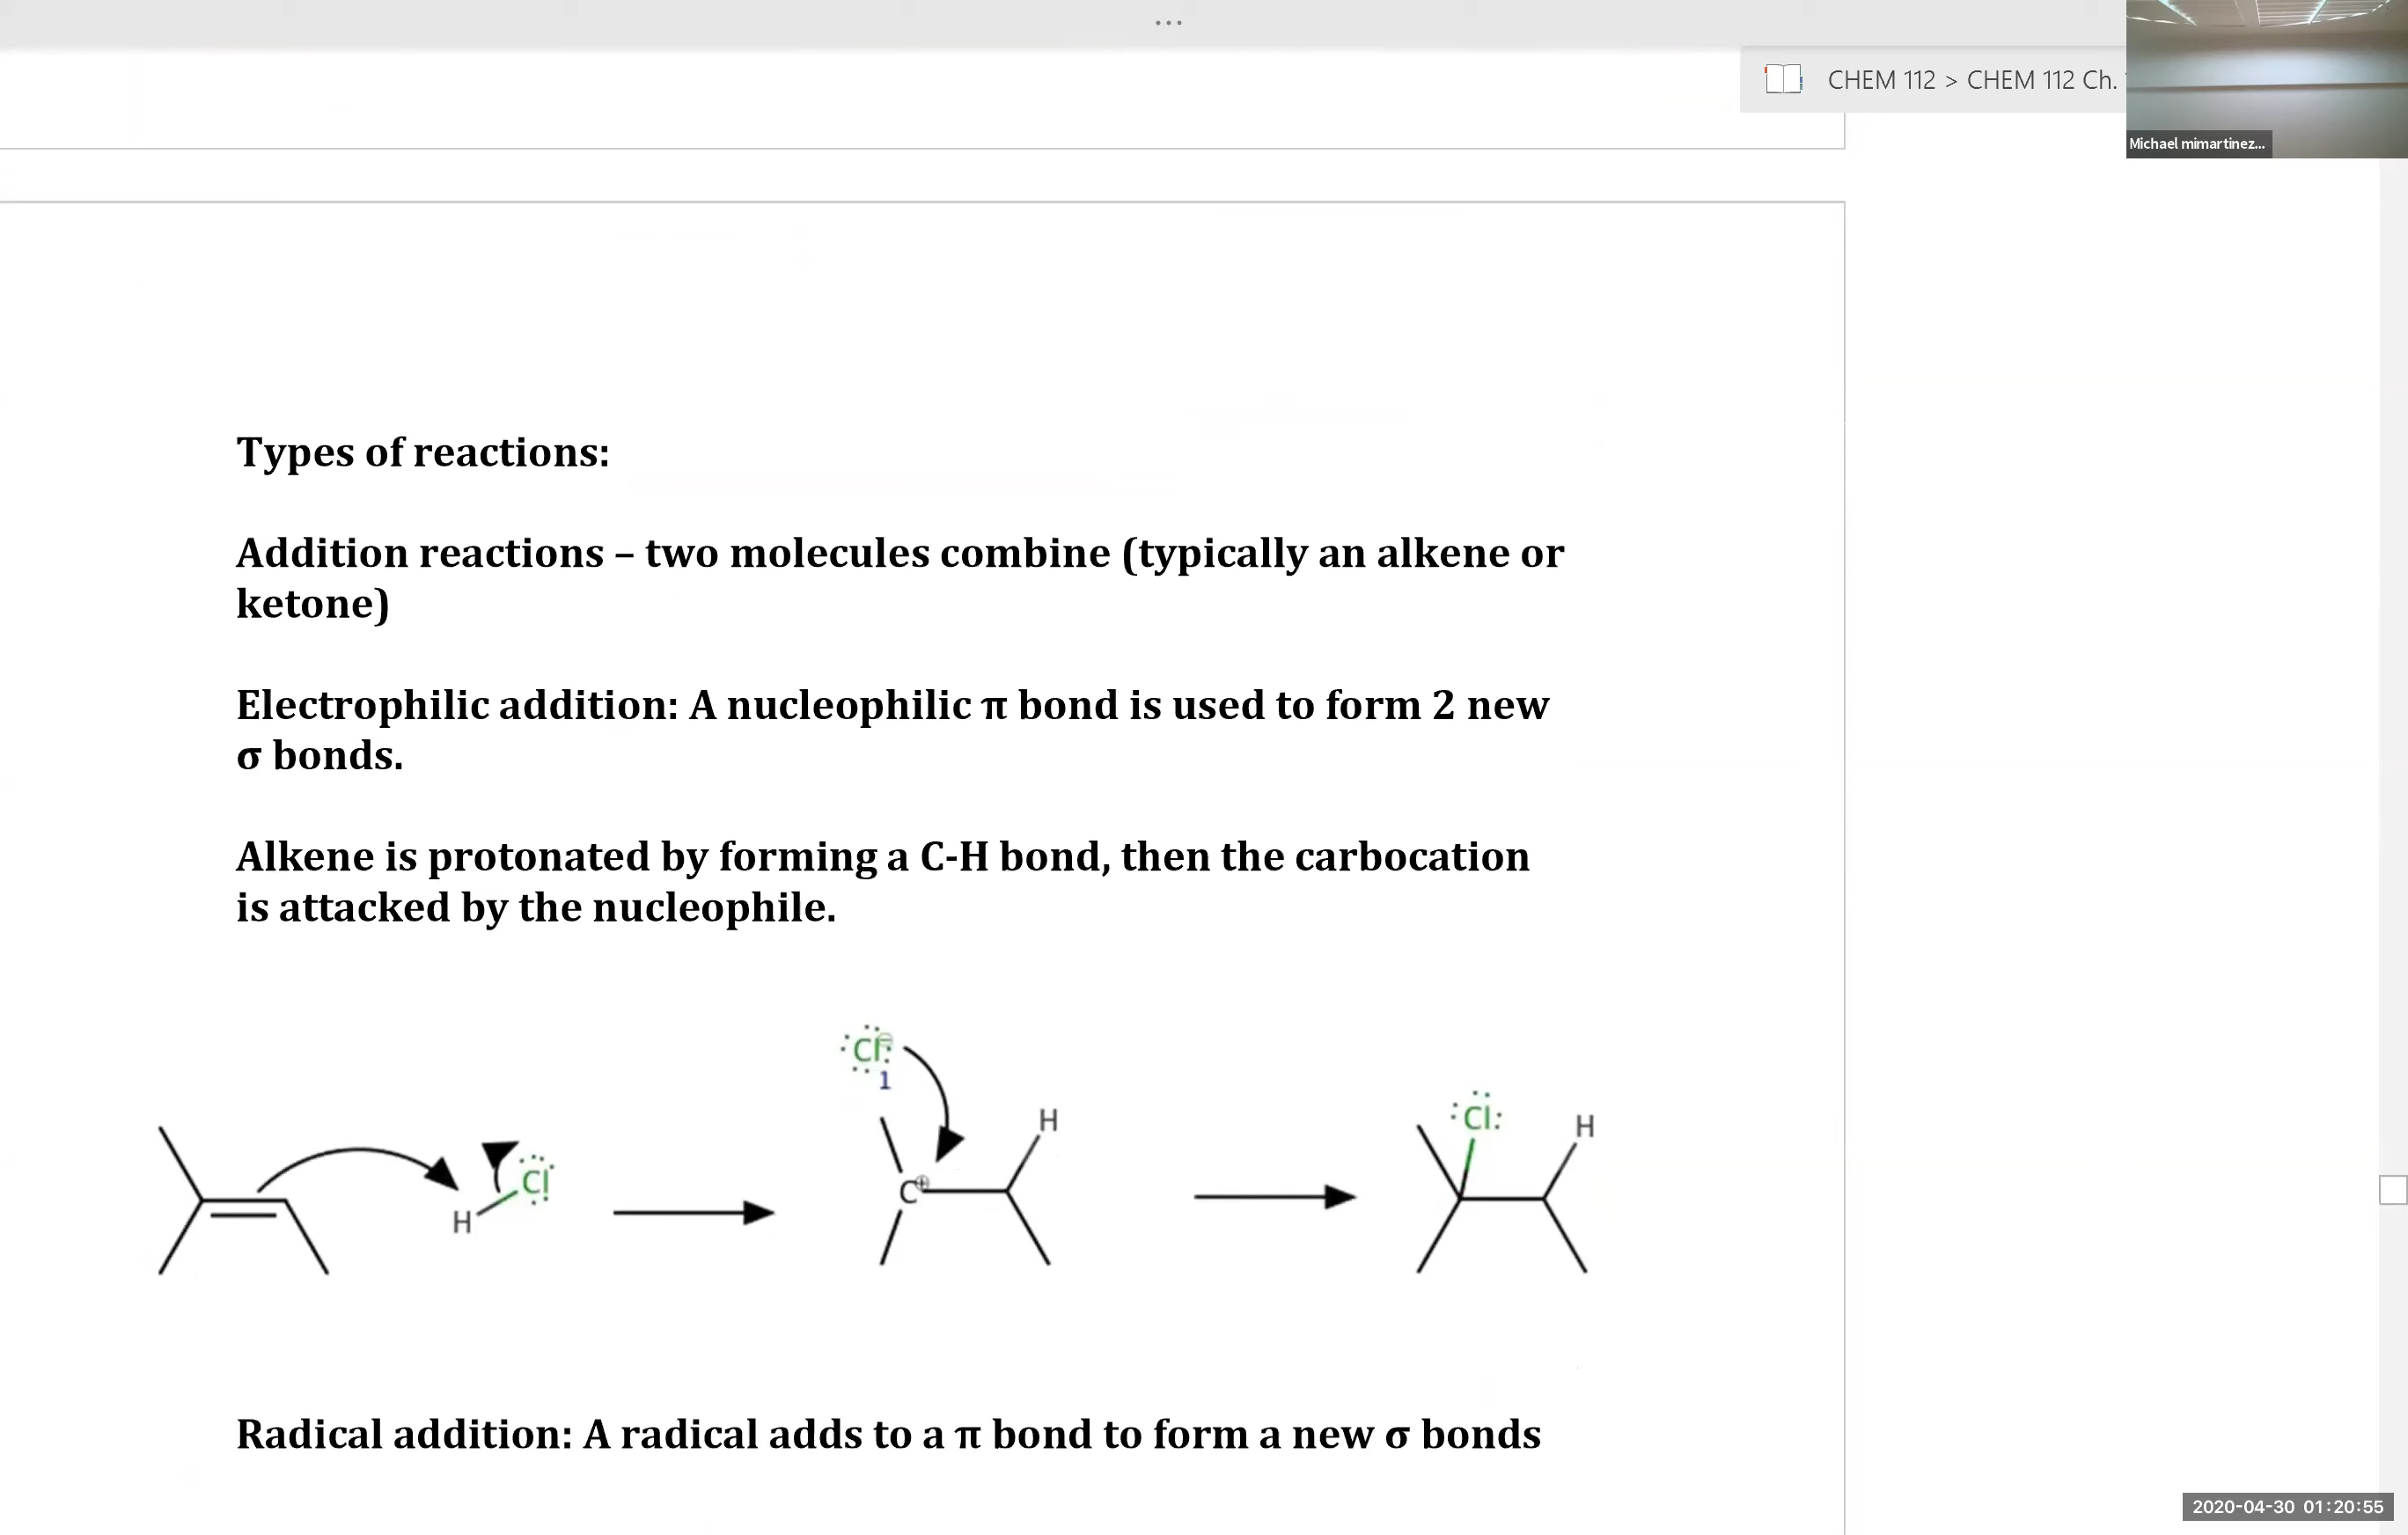 CHEM 112 > CHEM 112 Ch.
Michael mimartinez...
Types of reactions:
Addition reactions – two molecules combine (typically an alkene or
ketone)
Electrophilic addition: A nucleophilic π bond is used to form 2 new
σ bonds.
Alkene is protonated by forming a C-H bond, then the carbocation
is attacked by the nucleophile.
H Cl
Cl ⊖
1
C ⊕ H
Cl H
Radical addition: A radical adds to a π bond to form a new σ bonds
2020-04-30 01:20:55